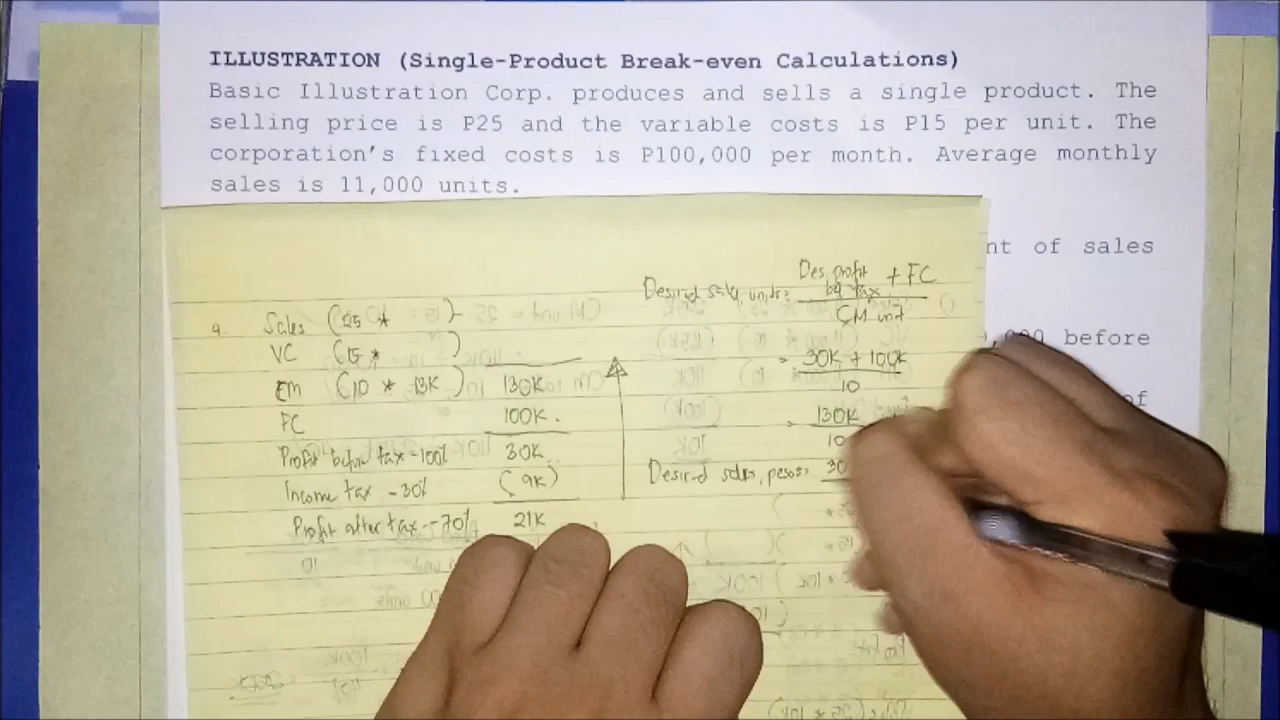 ILLUSTRATION (Single-Product Break-even Calculations)
Basic Illustration Corp. produces and sells a single product. The
selling price is P25 and the variable costs is P15 per unit. The
corporation's fixed costs is P100,000 per month. Average monthly
sales is 11,000 units.
nt of sales
before
of
a. Sales (25 * )
VC (15 * )
CM (10 * 13K) 130K
FC 100K
Profit before tax - 100% 30K
Income tax - 30% (9K)
Profit after tax - 70% 21K
Desired sales, units = Des. profit + FC
CM unit
= 30K + 100K
10
= 130K
10
Desired sales, pesos = 30